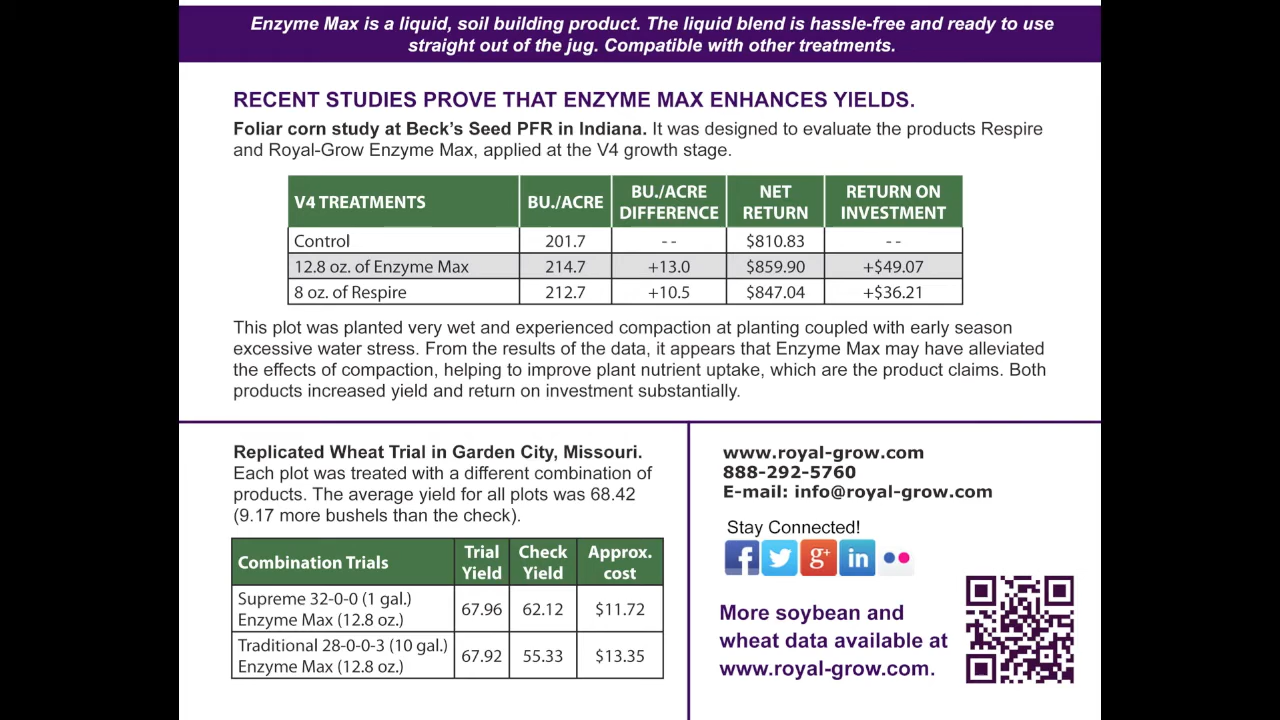 Enzyme Max is a liquid, soil building product. The liquid blend is hassle-free and ready to use
straight out of the jug. Compatible with other treatments.
RECENT STUDIES PROVE THAT ENZYME MAX ENHANCES YIELDS.
Foliar corn study at Beck's Seed PFR in Indiana. It was designed to evaluate the products Respire
and Royal-Grow Enzyme Max, applied at the V4 growth stage.
V4 TREATMENTS BU./ACRE BU./ACRE DIFFERENCE NET RETURN RETURN ON INVESTMENT
Control 201.7 -- $810.83 --
12.8 oz. of Enzyme Max 214.7 +13.0 $859.90 +$49.07
8 oz. of Respire 212.7 +10.5 $847.04 +$36.21
This plot was planted very wet and experienced compaction at planting coupled with early season
excessive water stress. From the results of the data, it appears that Enzyme Max may have alleviated
the effects of compaction, helping to improve plant nutrient uptake, which are the product claims. Both
products increased yield and return on investment substantially.
Replicated Wheat Trial in Garden City, Missouri.
Each plot was treated with a different combination of
products. The average yield for all plots was 68.42
(9.17 more bushels than the check).
Combination Trials Trial Yield Check Yield Approx. cost
Supreme 32-0-0 (1 gal.)
Enzyme Max (12.8 oz.) 67.96 62.12 $11.72
Traditional 28-0-0-3 (10 gal.)
Enzyme Max (12.8 oz.) 67.92 55.33 $13.35
www.royal-grow.com
888-292-5760
E-mail: info@royal-grow.com
Stay Connected!
f g+ in
More soybean and
wheat data available at
www.royal-grow.com.